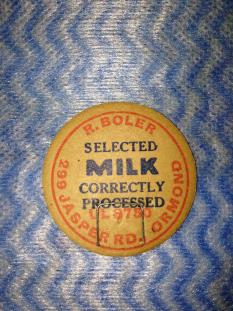 R. BOLER
SELECTED
MILK
CORRECTLY
PROCESSED
UL 9780
299 JASPER RD. ORMOND